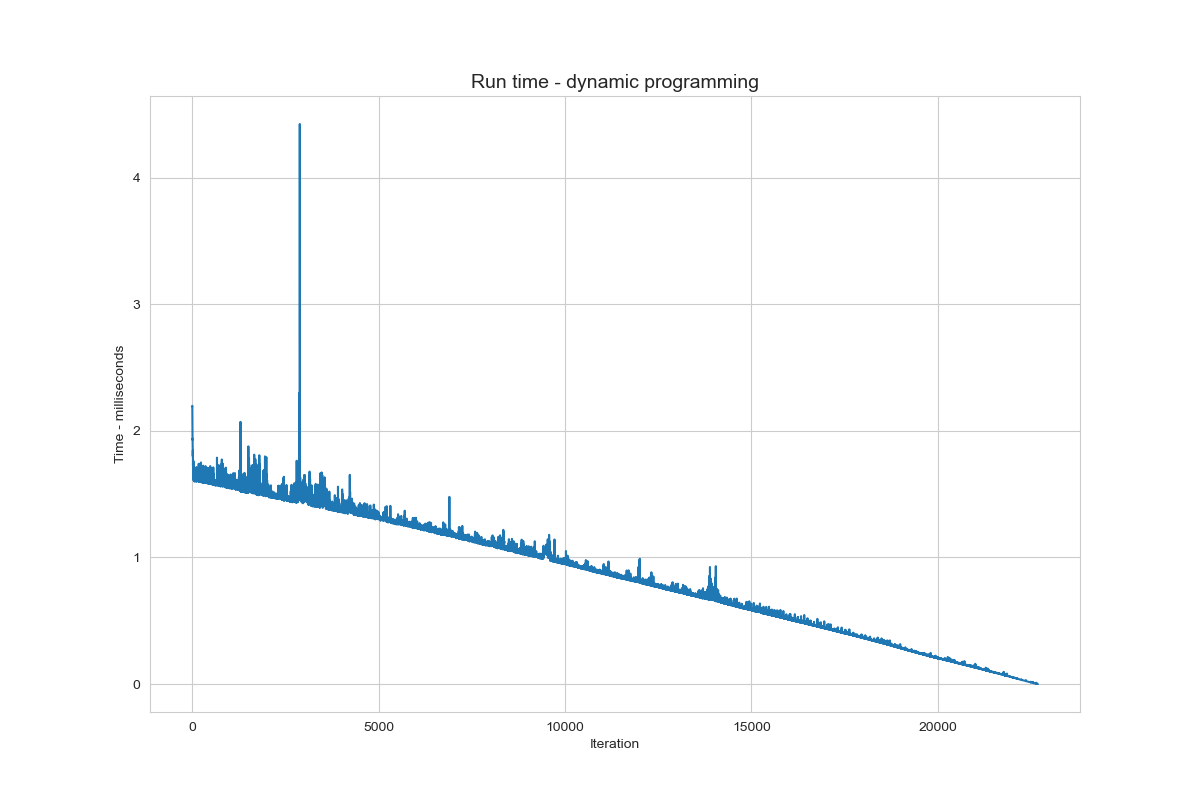 Run time - dynamic programming
Time - milliseconds
4
3
2
1
0
0 5000 10000 15000 20000
Iteration